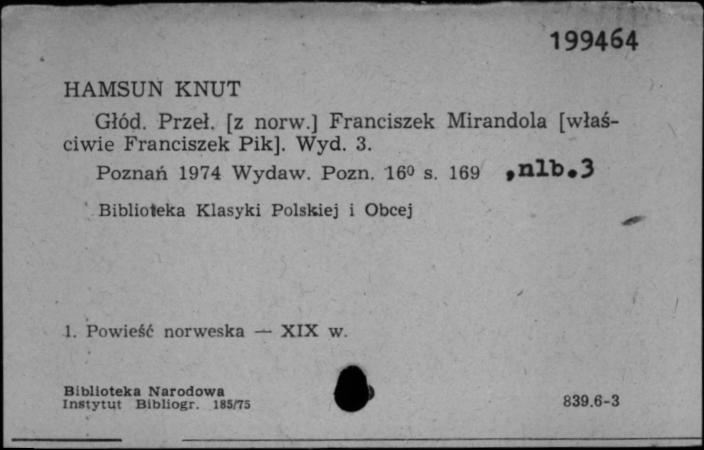 199464
HAMSUN KNUT
Głód. Przeł. [z norw.] Franciszek Mirandola [właś-
ciwie Franciszek Pik]. Wyd. 3.
Poznań 1974 Wydaw. Pozn. 16⁰ s. 169 ,nlb.3
Biblioteka Klasyki Polskiej i Obcej
1. Powieść norweska — XIX w.
Biblioteka Narodowa
Instytut Bibliogr. 185/75
839.6-3